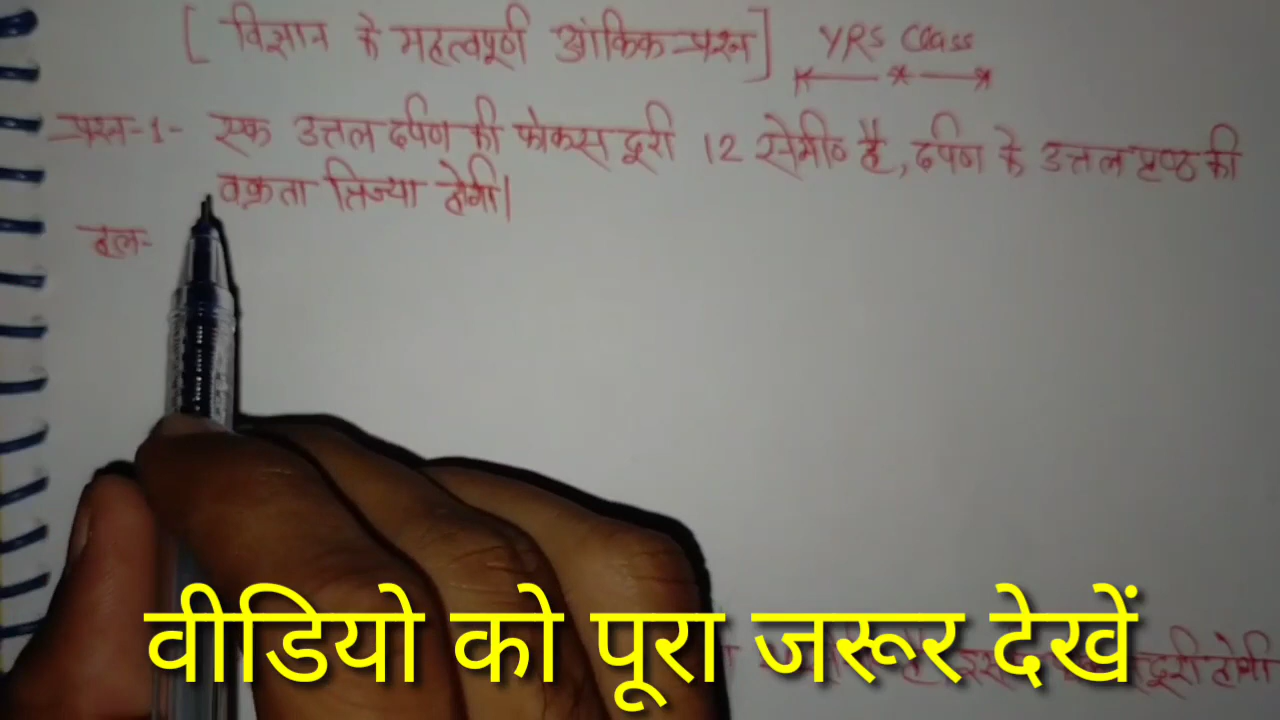 [ विज्ञान के महत्वपूर्ण आंकिक प्रश्न ] YRS Class
प्रश्न-1- एक उत्तल दर्पण की फोकस दूरी 12 सेमी० है, दर्पण के उत्तल पृष्ठ की
वक्रता त्रिज्या होगी।
हल-
दूरी होगी
वीडियो को पूरा जरूर देखें